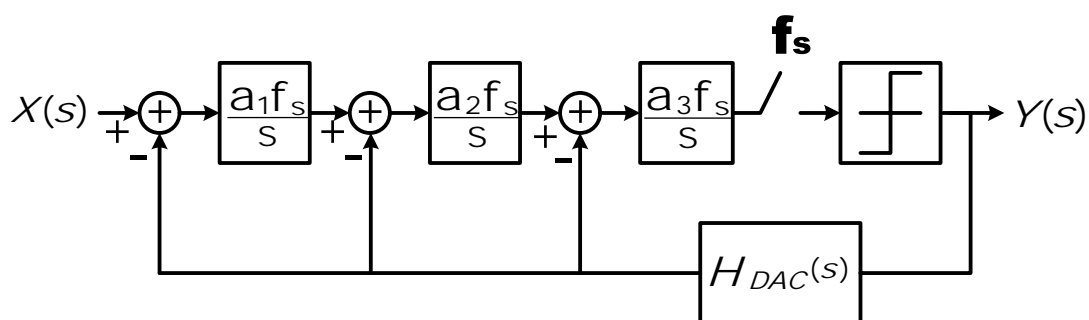 fs
X(s)
+
a1fs
s
+
a2fs
s
+
a3fs
s
Y(s)
+
-
+
-
+
-
HDAC(s)